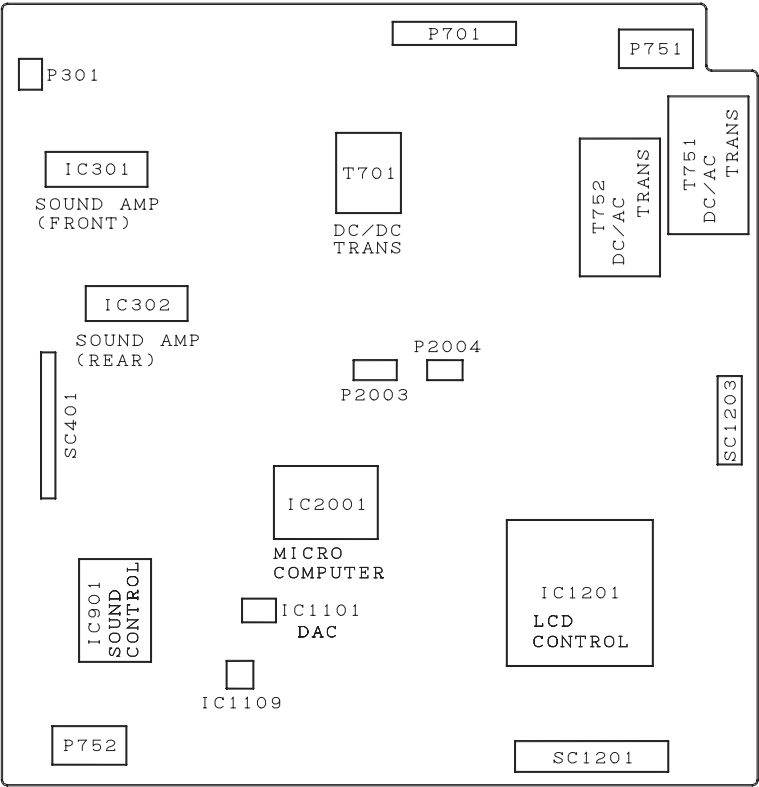 P701
P751
P301
IC301
SOUND AMP
(FRONT)
T701
DC/DC
TRANS
T752
DC/AC
TRANS
T751
DC/AC
TRANS
IC302
SOUND AMP
(REAR)
P2003
P2004
SC401
SC1203
IC2001
MICRO
COMPUTER
IC901
SOUND
CONTROL
IC1101
DAC
IC1201
LCD
CONTROL
IC1109
P752
SC1201